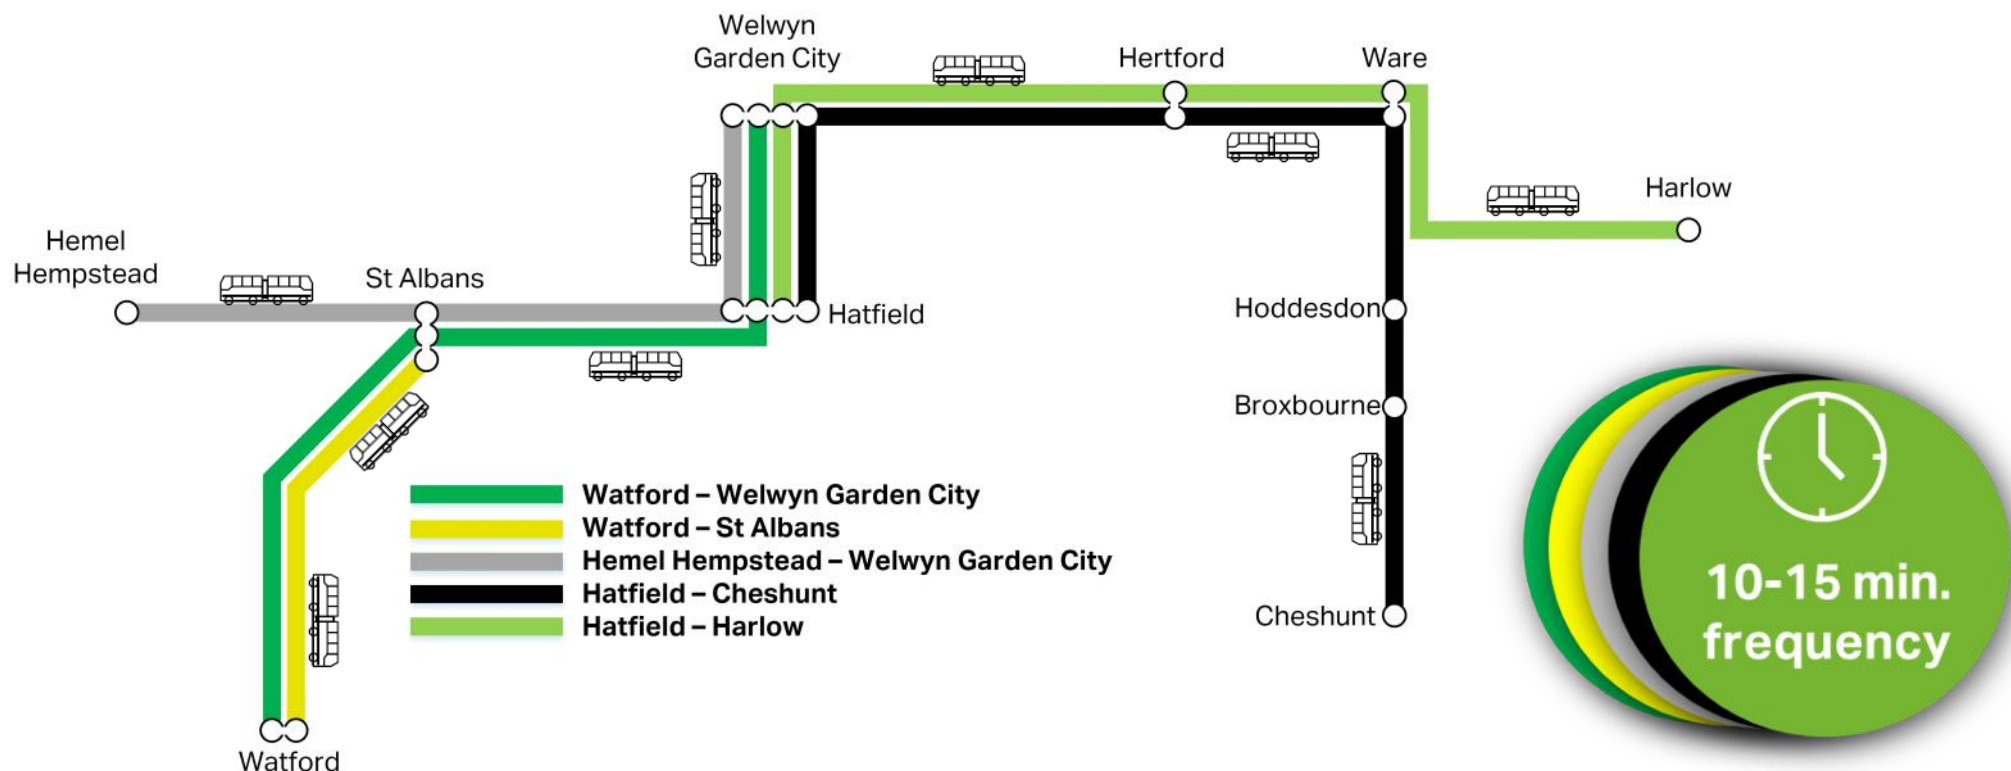 Welwyn
Garden City
Hertford
Ware
Harlow
Hemel
Hempstead
St Albans
Hatfield
Hoddesdon
Broxbourne
Cheshunt
Watford
Watford – Welwyn Garden City
Watford – St Albans
Hemel Hempstead – Welwyn Garden City
Hatfield – Cheshunt
Hatfield – Harlow
10-15 min.
frequency